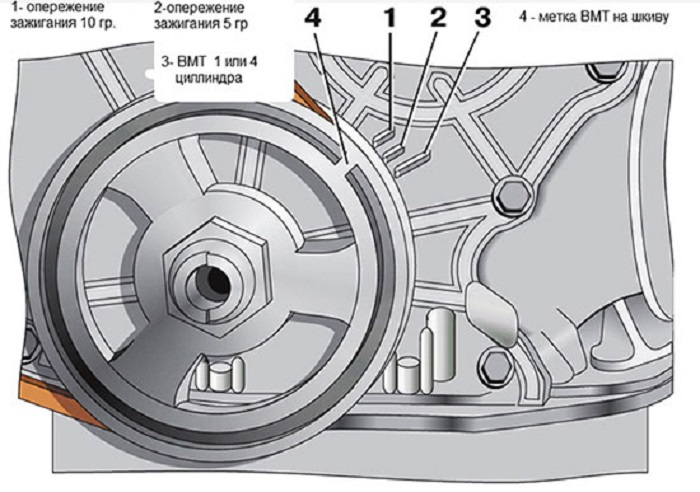 1- опережение
зажигания 10 гр.
2-опережение
зажигания 5 гр
3- ВМТ 1 или 4
циллиндра
4 1 2 3
4 - метка ВМТ на шкиву